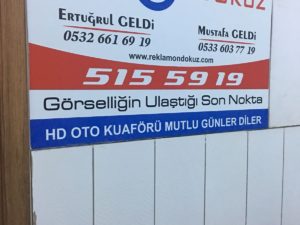 Ertuğrul GELDİ
0532 661 69 19
Mustafa GELDİ
0533 603 77 19
www.reklamondokuz.com
515 59 19
Görselliğin Ulaştığı Son Nokta
HD OTO KUAFÖRÜ MUTLU GÜNLER DİLER